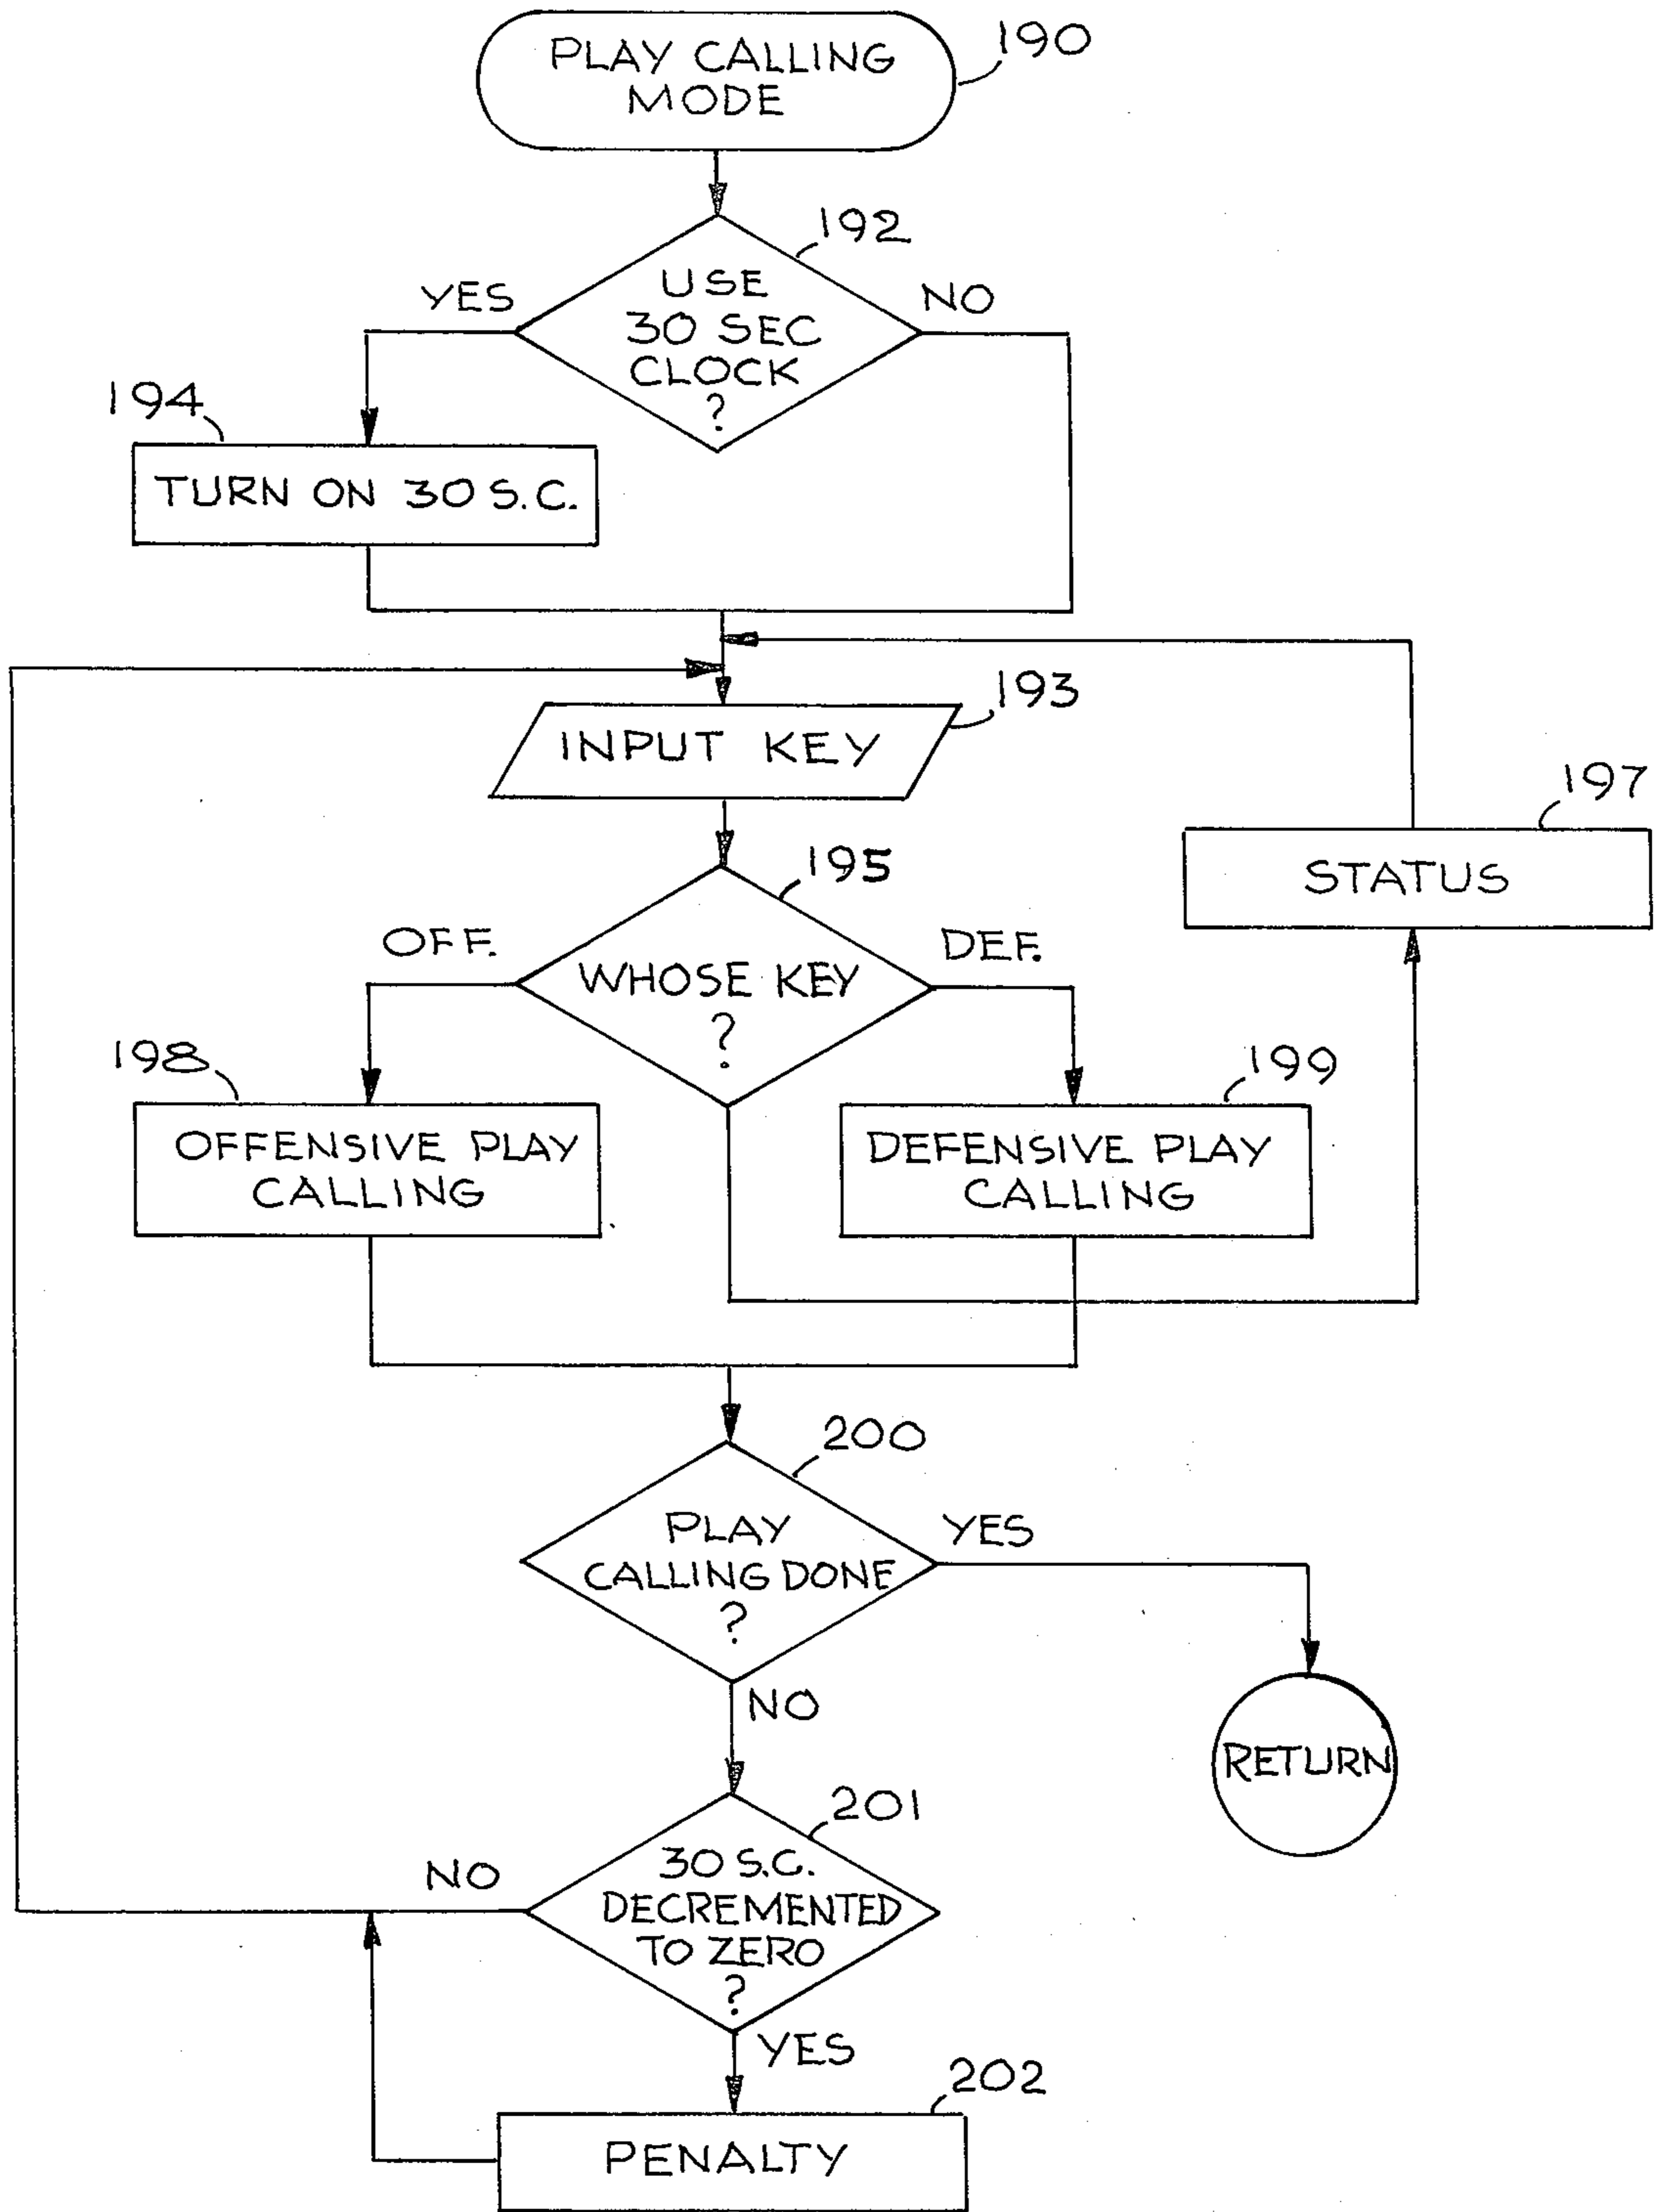 PLAY CALLING
MODE
190
192
USE
30 SEC
CLOCK
?
YES
NO
194
TURN ON 30 S.C.
193
INPUT KEY
197
STATUS
195
WHOSE KEY
?
OFF.
DEF.
198
OFFENSIVE PLAY
CALLING
199
DEFENSIVE PLAY
CALLING
200
PLAY
CALLING DONE
?
YES
NO
RETURN
201
30 S.C.
DECREMENTED
TO ZERO
?
NO
YES
202
PENALTY